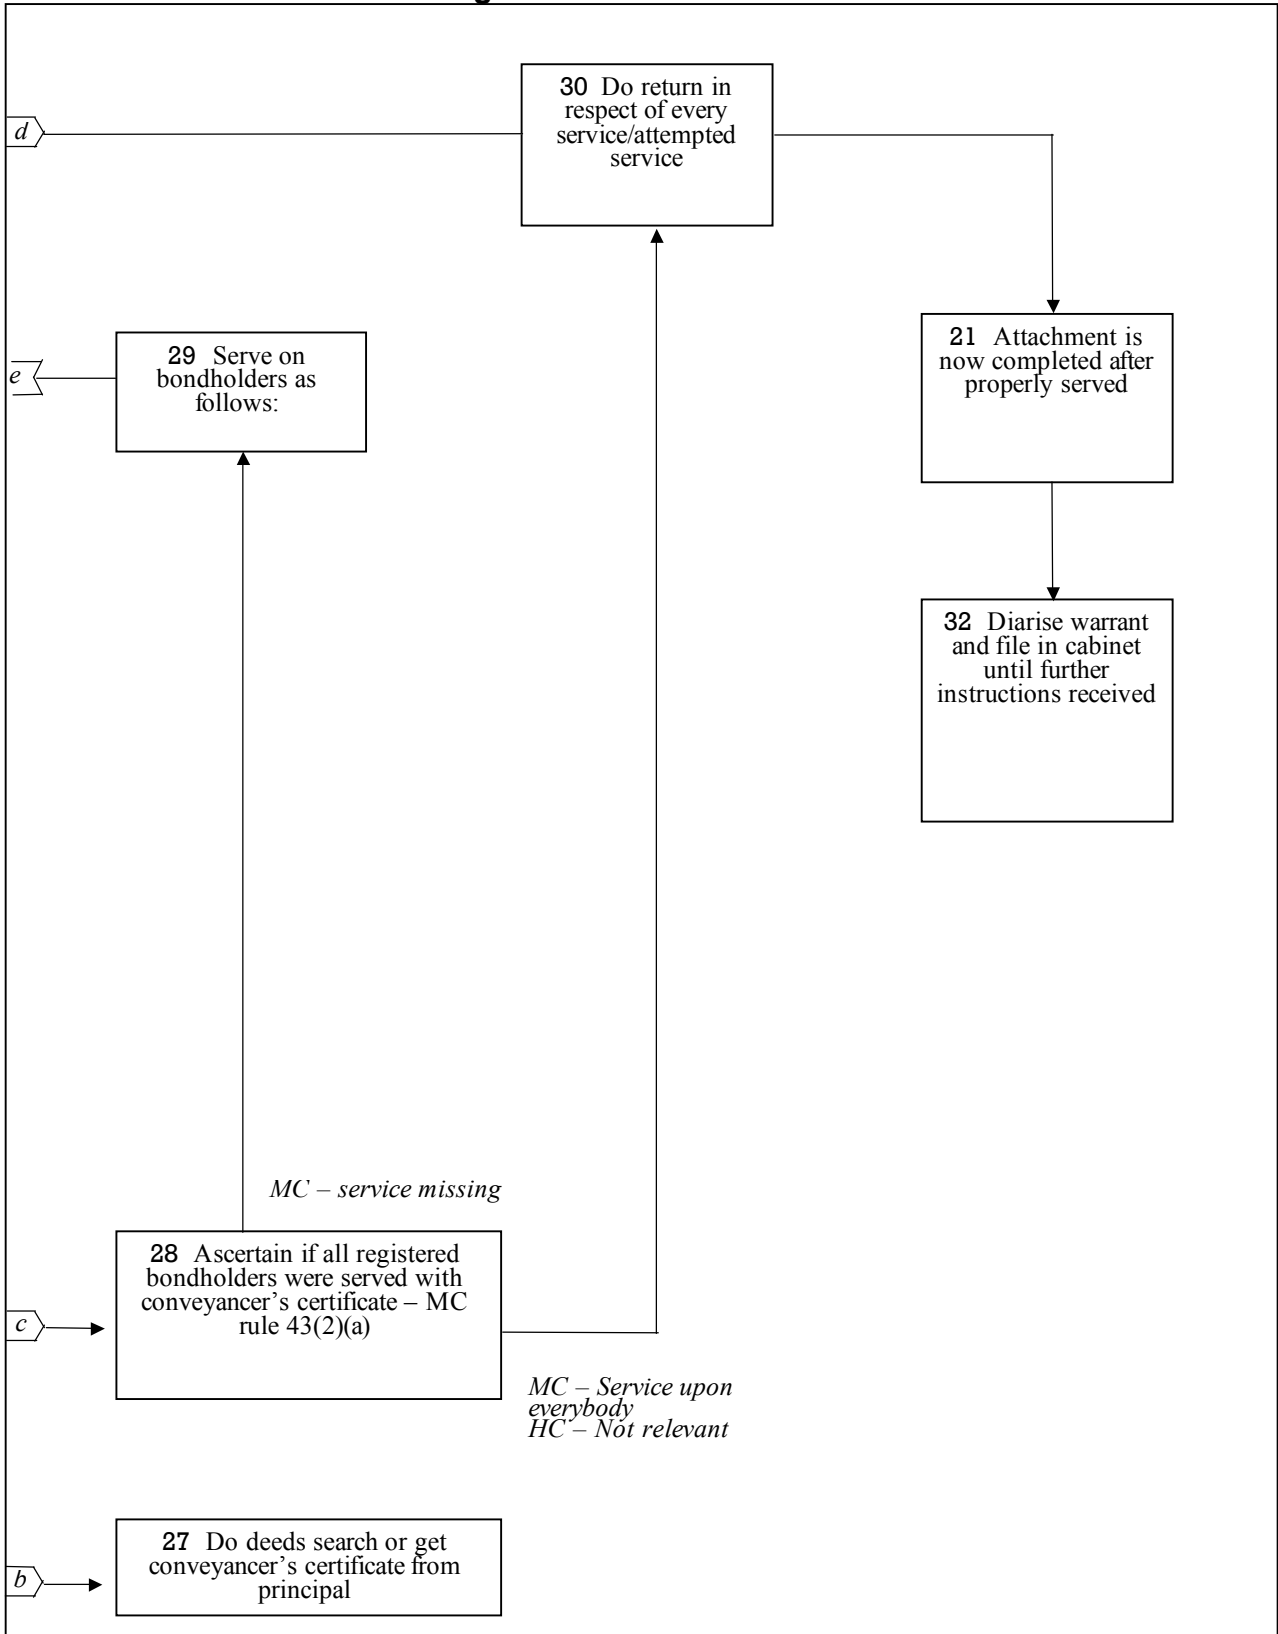 30 Do return in
respect of every
service/attempted
service
d
21 Attachment is
now completed after
properly served
29 Serve on
bondholders as
follows:
e
32 Diarise warrant
and file in cabinet
until further
instructions received
MC – service missing
28 Ascertain if all registered
bondholders were served with
conveyancer's certificate – MC
rule 43(2)(a)
c
MC – Service upon
everybody
HC – Not relevant
27 Do deeds search or get
conveyancer's certificate from
principal
b